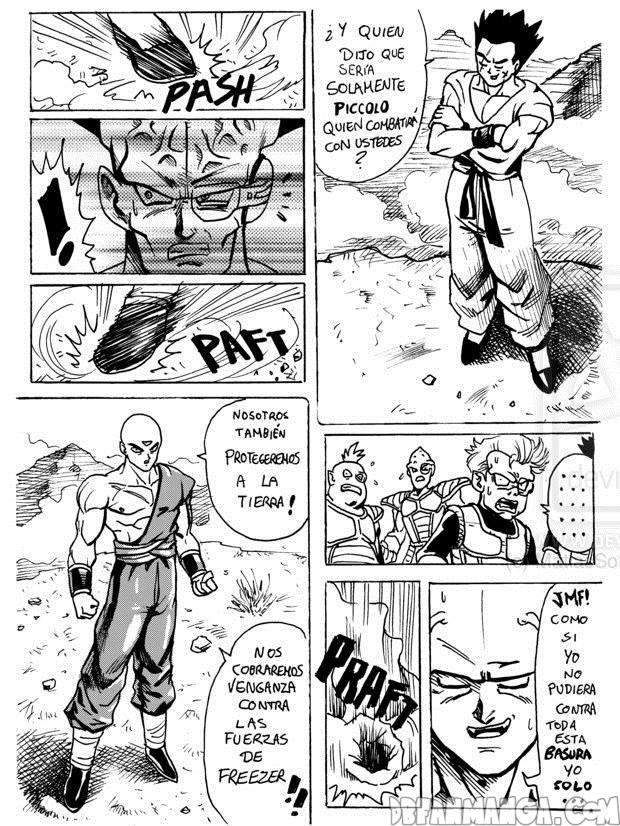 PASH
¿Y QUIEN
DIJO QUE
SERÍA
SOLAMENTE
PICCOLO
QUIEN COMBATIRÁ
CON USTEDES
?
!
PAFT
NOSOTROS
TAMBIÉN
PROTEGEREMOS
A LA
TIERRA!
NOS
COBRAREMOS
VENGANZA
CONTRA
LAS
FUERZAS
DE
FREEZER
!!
PRAFT
JMF!
COMO
SI
YO
NO
PUDIERA
CONTRA
TODA
ESTA
BASURA
YO
SOLO
DBFANMANGA.COM